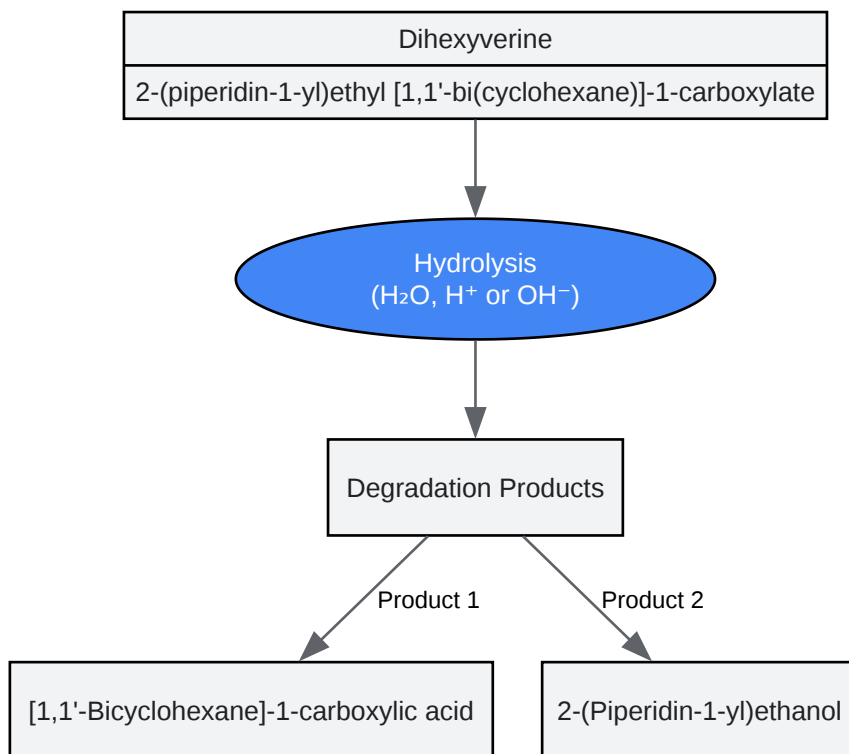 Dihexyverine
2-(piperidin-1-yl)ethyl [1,1'-bi(cyclohexane)]-1-carboxylate
Hydrolysis
(H₂O, H⁺ or OH⁻)
Degradation Products
Product 1
Product 2
[1,1'-Bicyclohexane]-1-carboxylic acid
2-(Piperidin-1-yl)ethanol